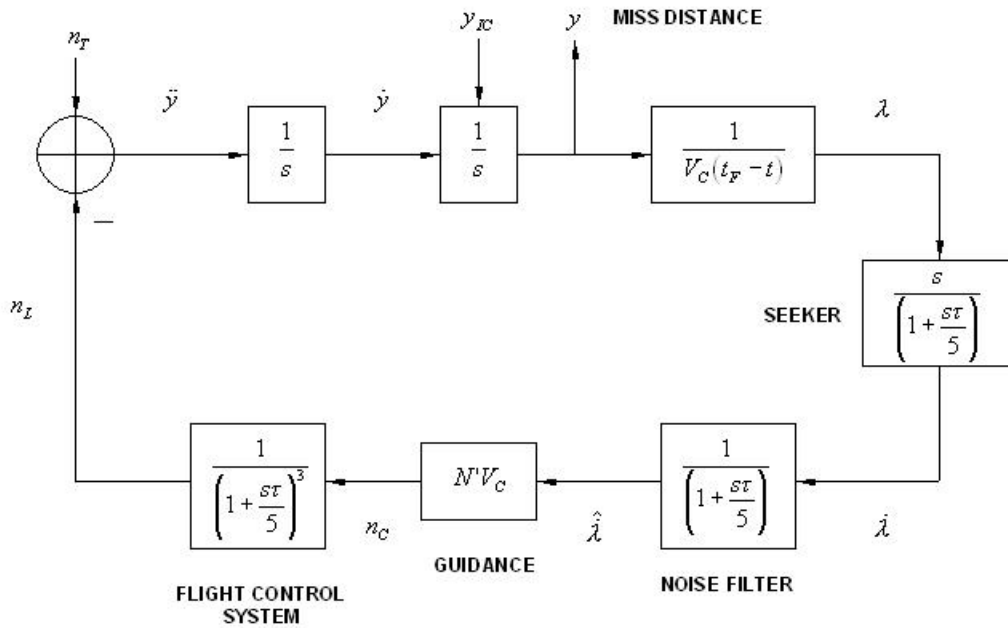 y_IC
y
MISS DISTANCE
n_T
ÿ
ẏ
λ
1/s
1/s
1/(V_C(t_F − t))
—
n_L
SEEKER
s/(1 + sτ/5)
1/(1 + sτ/5)^3
N'V_C
1/(1 + sτ/5)
n_C
λ̇̂
λ̇
GUIDANCE
NOISE FILTER
FLIGHT CONTROL
SYSTEM